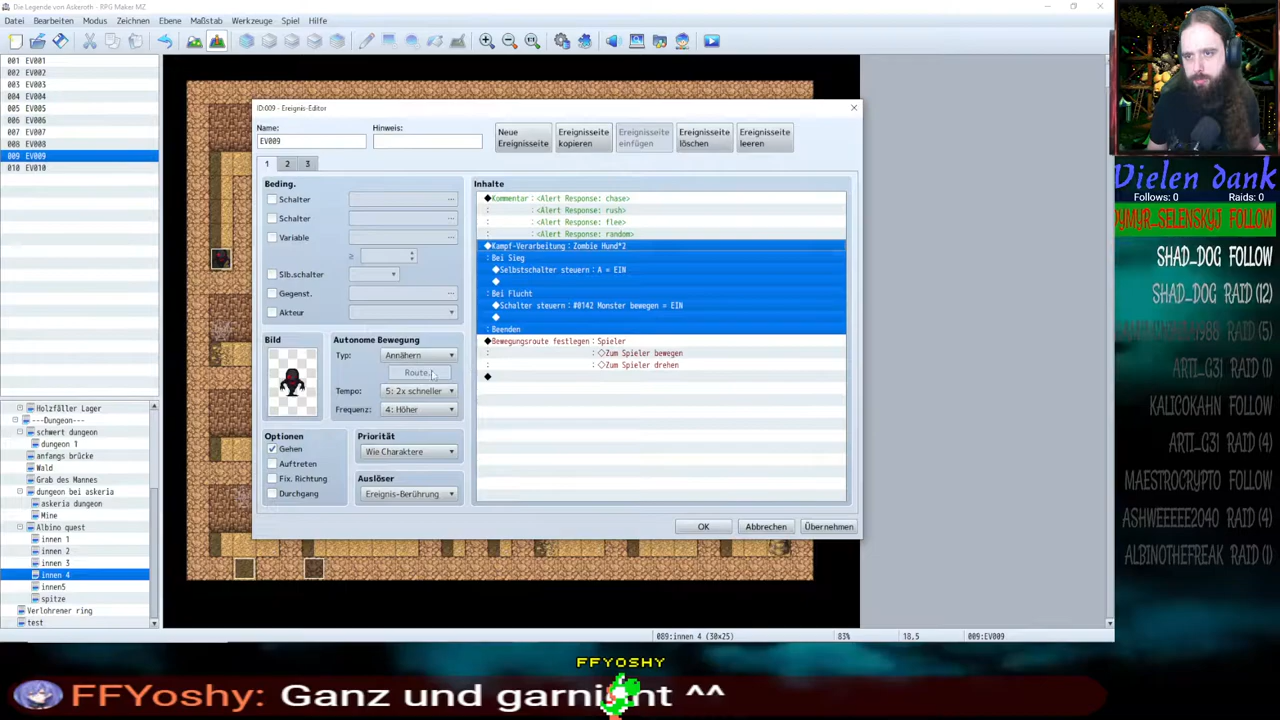 Die Legende von Askeroth - RPG Maker MZ
Datei Bearbeiten Modus Zeichnen Ebene Maßstab Werkzeuge Spiel Hilfe
001 EV001
002 EV002
003 EV003
004 EV004
005 EV005
006 EV006
007 EV007
008 EV008
009 EV009
010 EV010
Holzfäller Lager
---Dungeon---
schwert dungeon
dungeon 1
anfangs brücke
Wald
Grab des Mannes
dungeon bei askeria
askeria dungeon
Mine
Albino quest
innen 1
innen 2
innen 3
innen 4
innen5
spitze
Verlohrener ring
test
ID:009 - Ereignis-Editor
Name:
EV009
Hinweis:
Neue Ereignisseite
Ereignisseite kopieren
Ereignisseite einfügen
Ereignisseite löschen
Ereignisseite leeren
1 2 3
Beding.
Schalter
Schalter
Variable
≥
Slb.schalter
Gegenst.
Akteur
Bild
Autonome Bewegung
Typ: Annähern
Route...
Tempo: 5: 2x schneller
Frequenz: 4: Höher
Optionen
Gehen
Auftreten
Fix. Richtung
Durchgang
Priorität
Wie Charaktere
Auslöser
Ereignis-Berührung
Inhalte
◆Kommentar：<Alert Response: chase>
：<Alert Response: rush>
：<Alert Response: flee>
：<Alert Response: random>
◆Kampf-Verarbeitung：Zombie Hund*2
：Bei Sieg
◆Selbstschalter steuern：A = EIN
◆
：Bei Flucht
◆Schalter steuern：#0142 Monster bewegen = EIN
◆
：Beenden
◆Bewegungsroute festlegen：Spieler
：◇Zum Spieler bewegen
：◇Zum Spieler drehen
◆
OK Abbrechen Übernehmen
089:innen 4 (30x25) 83% 18,5 009:EV009
Vielen dank
Follows: 0 Raids: 0
DYMYR_SELENSKYJ FOLLOW
SHAD_DOG FOLLOW
SHAD_DOG RAID (12)
1988 RAID (5)
ARTI_G31 FOLLOW
KALICOKAHN FOLLOW
ARTI_G31 RAID (4)
MAESTROCRYPTO FOLLOW
ASHWEEEEE2040 RAID (4)
ALBINOTHEFREAK RAID (4)
FFYOSHY
FFYoshy: Ganz und garnicht ^^